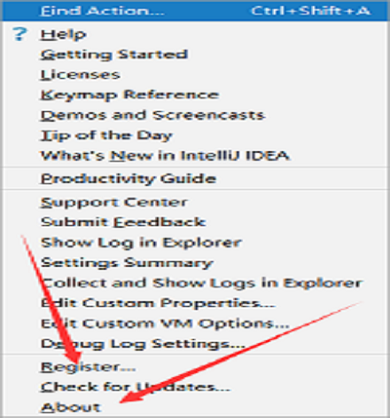 Find Action... Ctrl+Shift+A
? Help
Getting Started
Licenses
Keymap Reference
Demos and Screencasts
Tip of the Day
What's New in IntelliJ IDEA
Productivity Guide
Support Center
Submit Feedback
Show Log in Explorer
Settings Summary
Collect and Show Logs in Explorer
Edit Custom Properties...
Edit Custom VM Options...
Debug Log Settings...
Register...
Check for Updates...
About